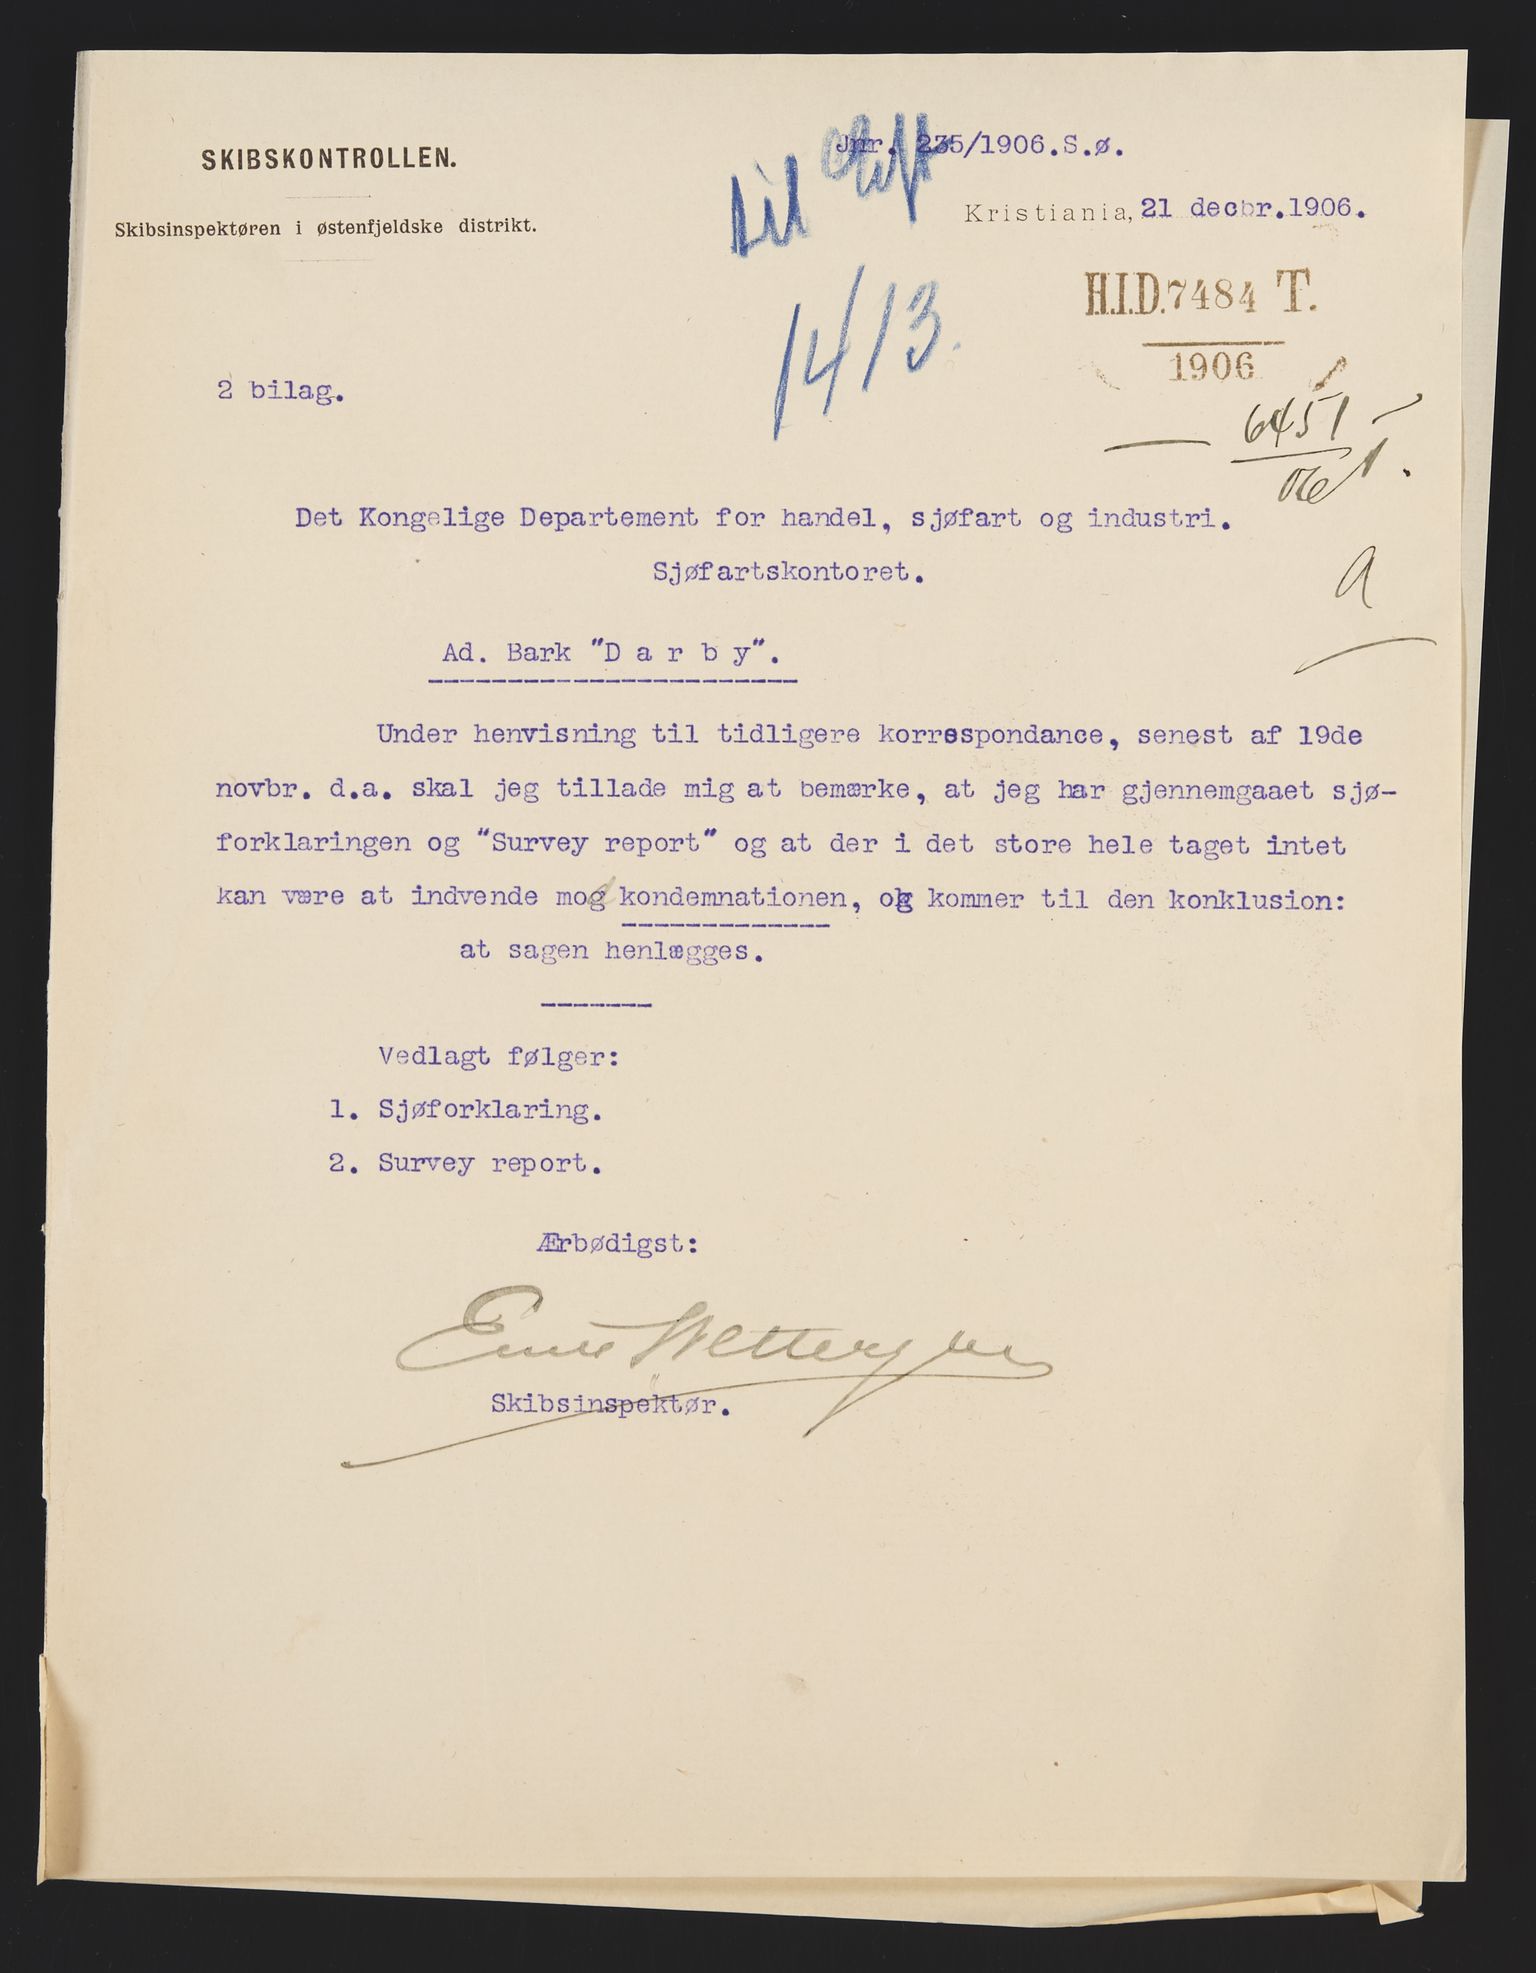 SKIBSKONTROLLEN.
Skibsinspektøren i østenfjeldske distrikt.
Jnr. 235/1906.S.ø.
til
Kristiania, 21 decbr.1906.
14/13.
H.I.D.7484 T.
1906
2 bilag.
6451
06
Det Kongelige Departement for handel, sjøfart og industri.
Sjøfartskontoret.
a
Ad. Bark "D a r b y".
Under henvisning til tidligere korrespondance, senest af 19de
novbr. d.a. skal jeg tillade mig at bemærke, at jeg har gjennemgaaet sjø-
forklaringen og "Survey report" og at der i det store hele taget intet
kan være at indvende mod kondemnationen, og kommer til den konklusion:
at sagen henlægges.
Vedlagt følger:
1. Sjøforklaring.
2. Survey report.
Ærbødigst:
Skibsinspektør.